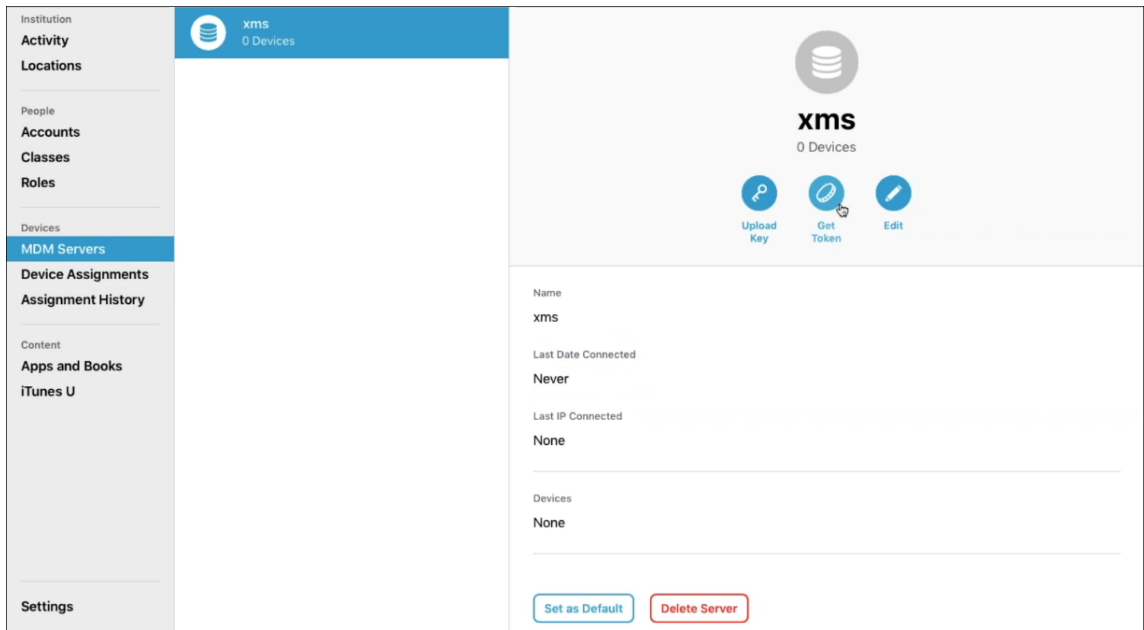 Institution
Activity
Locations
People
Accounts
Classes
Roles
Devices
MDM Servers
Device Assignments
Assignment History
Content
Apps and Books
iTunes U
Settings
xms
0 Devices
xms
0 Devices
Upload
Key
Get
Token
Edit
Name
xms
Last Date Connected
Never
Last IP Connected
None
Devices
None
Set as Default
Delete Server